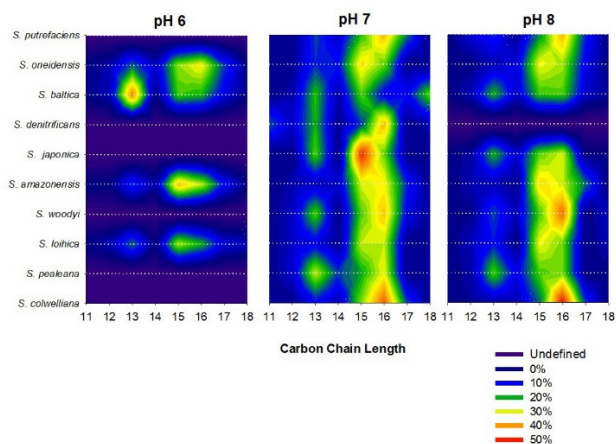 pH 6 pH 7 pH 8
S. putrefaciens
S. oneidensis
S. baltica
S. denitrificans
S. japonica
S. amazonensis
S. woodyi
S. loihica
S. pealeana
S. colwelliana
11 12 13 14 15 16 17 18 11 12 13 14 15 16 17 18 11 12 13 14 15 16 17 18
Carbon Chain Length
Undefined
0%
10%
20%
30%
40%
50%